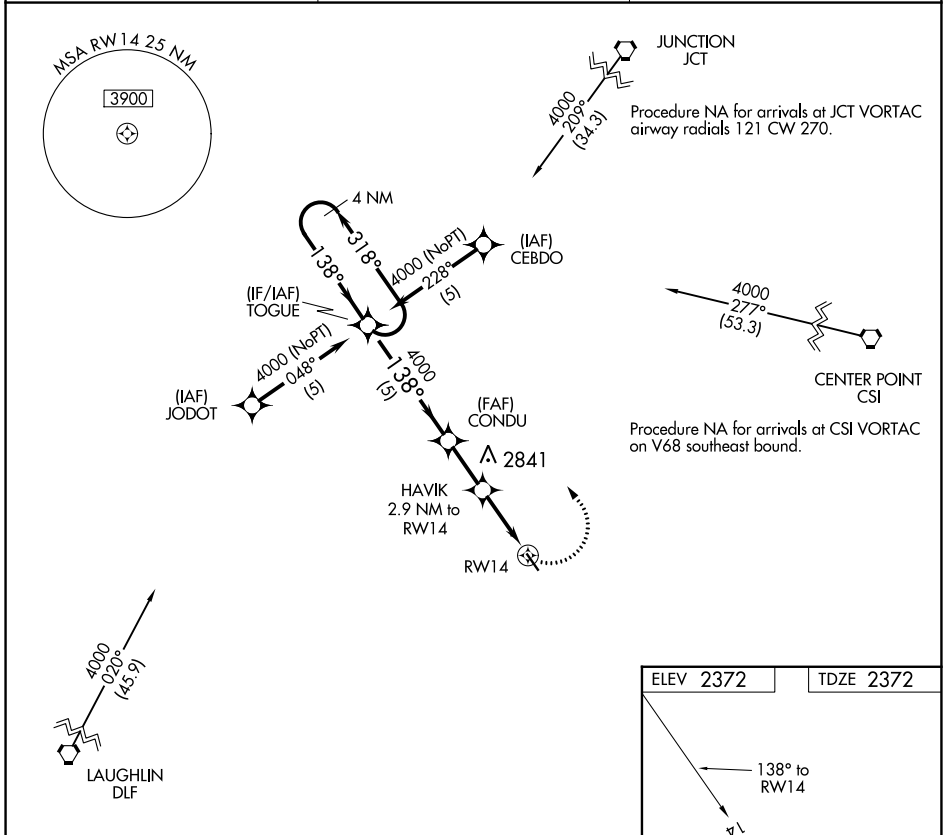 MSA RW14 25 NM
3900
JUNCTION
JCT
4000
209°
(34.3)
Procedure NA for arrivals at JCT VORTAC
airway radials 121 CW 270.
4 NM
318°
138°
4000 (NoPT)
228°
(5)
(IAF)
CEBDO
(IF/IAF)
TOGUE
4000 (NoPT)
048°
(5)
(IAF)
JODOT
4000
138°
(5)
4000
277°
(53.3)
CENTER POINT
CSI
Procedure NA for arrivals at CSI VORTAC
on V68 southeast bound.
(FAF)
CONDU
2841
HAVIK
2.9 NM to
RW14
RW14
4000
020°
(45.9)
LAUGHLIN
DLF
ELEV 2372
TDZE 2372
138° to
RW14
14